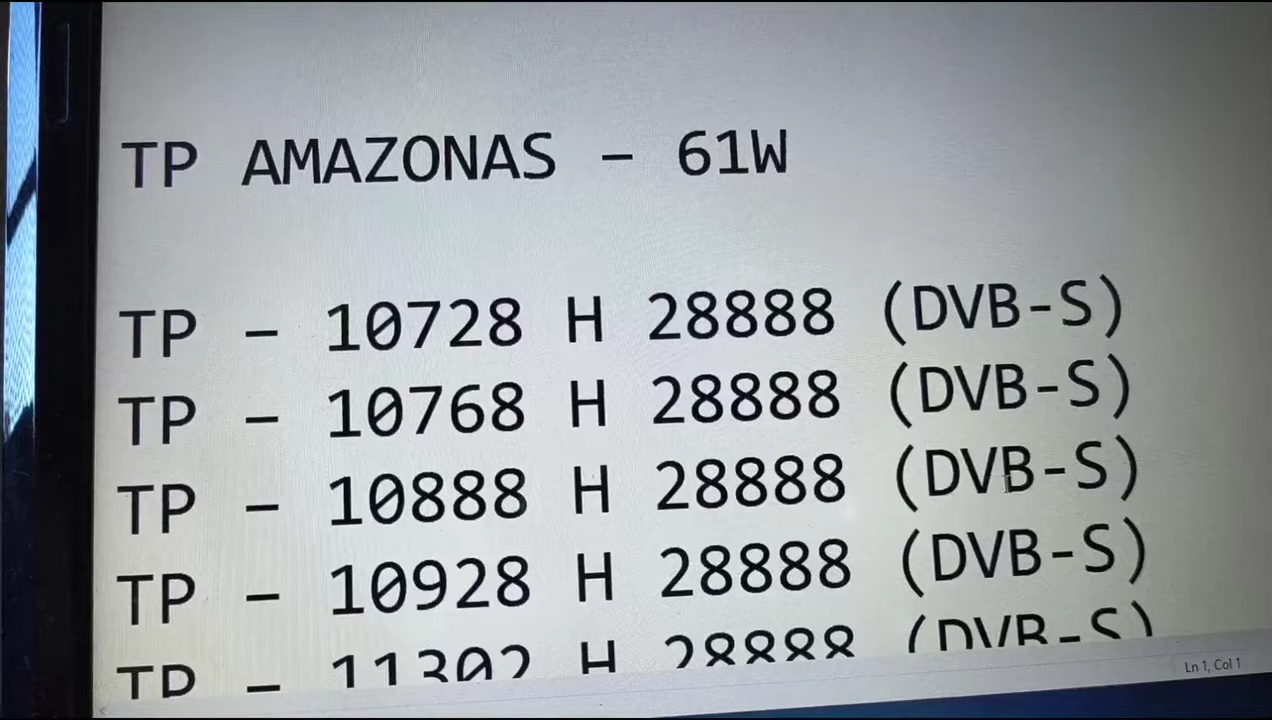 TP AMAZONAS – 61W
TP – 10728 H 28888 (DVB-S)
TP – 10768 H 28888 (DVB-S)
TP – 10888 H 28888 (DVB-S)
TP – 10928 H 28888 (DVB-S)
TP – 11302 H 28888 (DVB-S)
Ln 1, Col 1